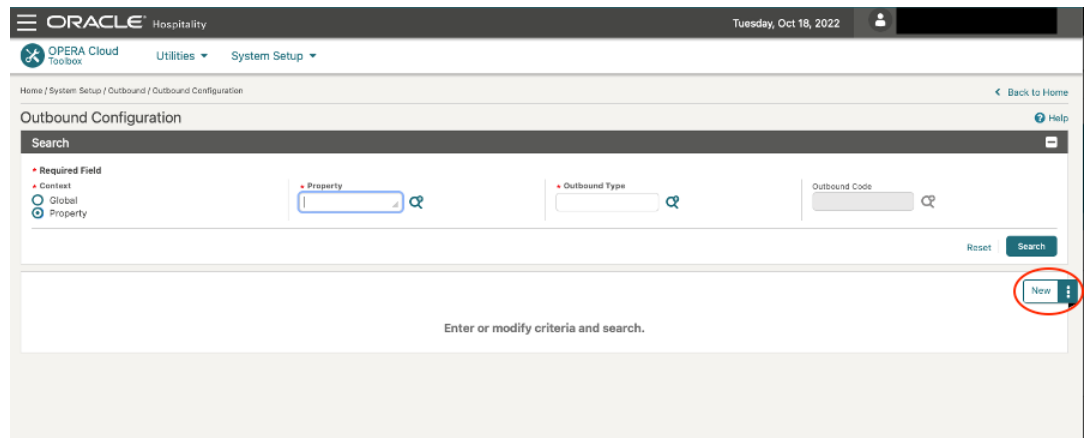 ORACLE Hospitality
Tuesday, Oct 18, 2022
OPERA Cloud
Toolbox
Utilities
System Setup
Home / System Setup / Outbound / Outbound Configuration
Back to Home
Outbound Configuration
Help
Search
* Required Field
* Context
Global
Property
* Property
* Outbound Type
Outbound Code
Reset
Search
New
Enter or modify criteria and search.